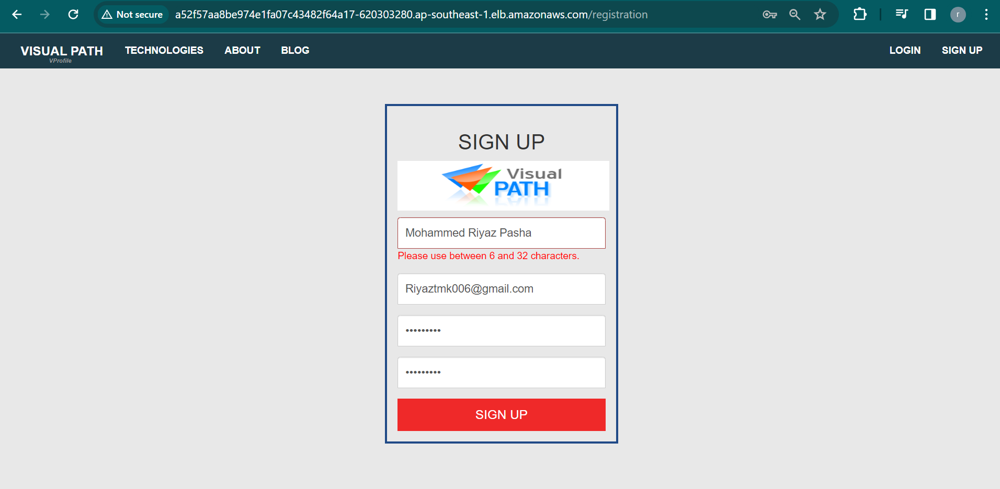 Not secure a52f57aa8be974e1fa07c43482f64a17-620303280.ap-southeast-1.elb.amazonaws.com/registration r
VISUAL PATH TECHNOLOGIES ABOUT BLOG LOGIN SIGN UP
VProfile
SIGN UP
Visual
PATH
Mohammed Riyaz Pasha
Please use between 6 and 32 characters.
Riyaztmk006@gmail.com
•••••••••
•••••••••
SIGN UP